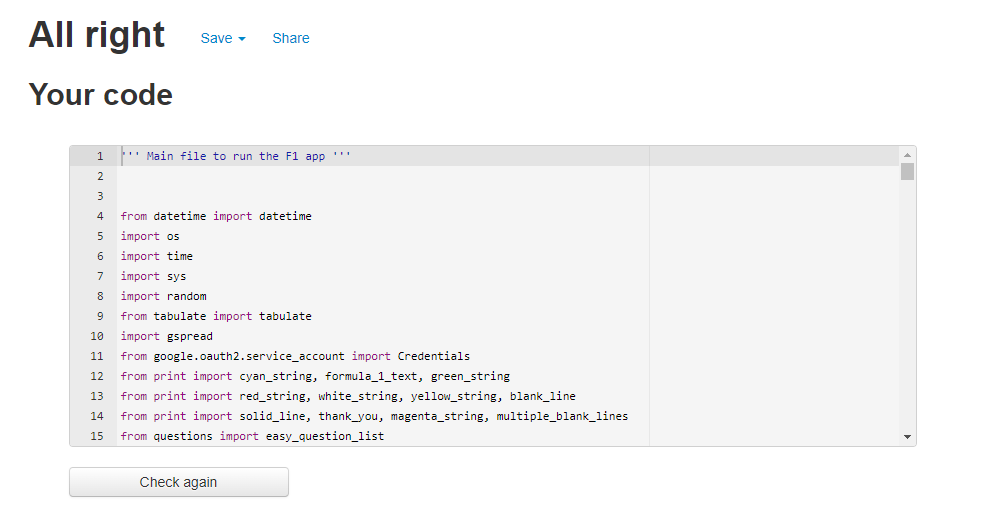 All right Save Share
Your code
1 ''' Main file to run the F1 app '''
2
3
4 from datetime import datetime
5 import os
6 import time
7 import sys
8 import random
9 from tabulate import tabulate
10 import gspread
11 from google.oauth2.service_account import Credentials
12 from print import cyan_string, formula_1_text, green_string
13 from print import red_string, white_string, yellow_string, blank_line
14 from print import solid_line, thank_you, magenta_string, multiple_blank_lines
15 from questions import easy_question_list
Check again